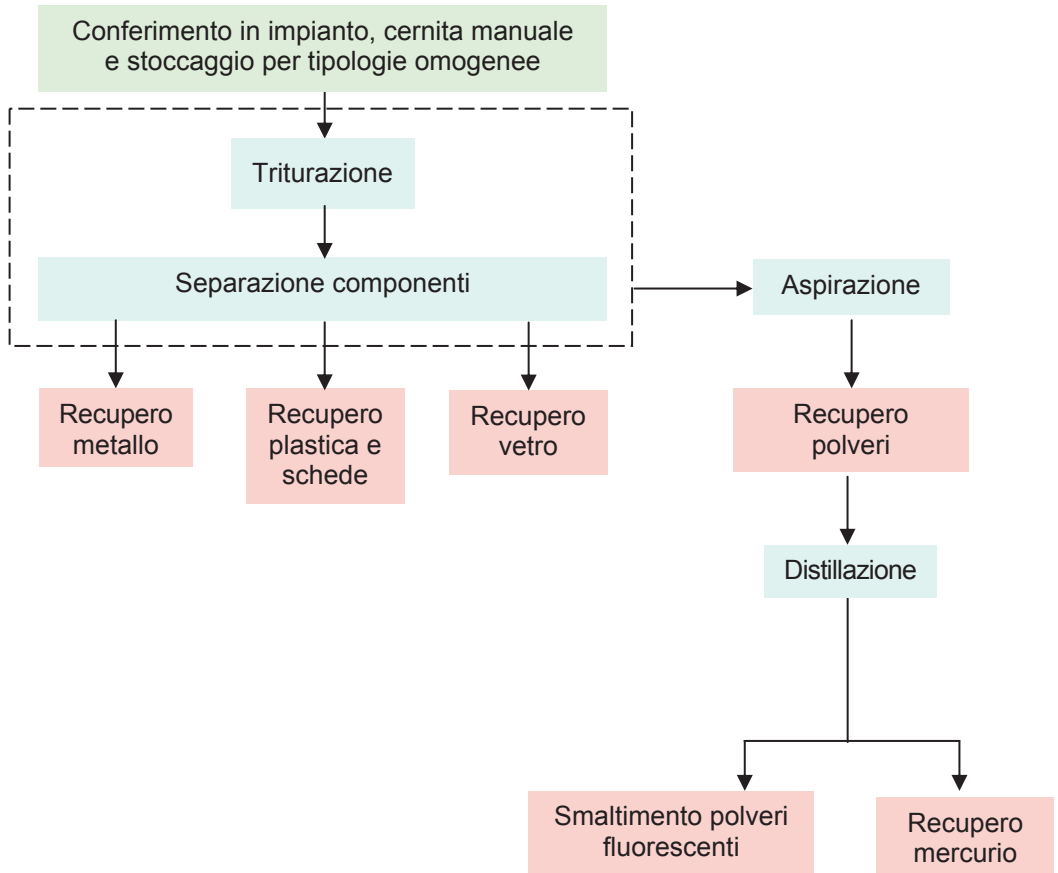 Conferimento in impianto, cernita manuale
e stoccaggio per tipologie omogenee
Triturazione
Separazione componenti
Aspirazione
Recupero
metallo
Recupero
plastica e
schede
Recupero
vetro
Recupero
polveri
Distillazione
Smaltimento polveri
fluorescenti
Recupero
mercurio